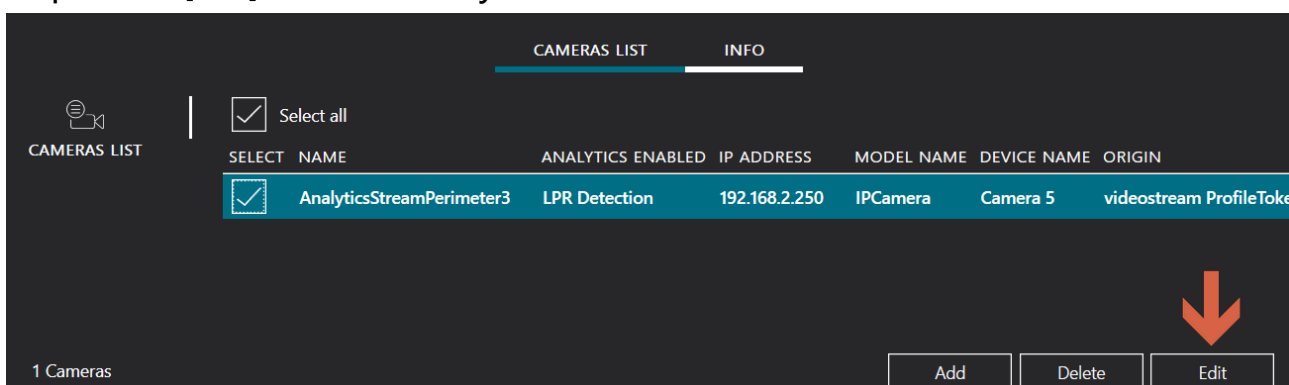 CAMERAS LIST INFO
Select all
CAMERAS LIST
SELECT NAME ANALYTICS ENABLED IP ADDRESS MODEL NAME DEVICE NAME ORIGIN
AnalyticsStreamPerimeter3 LPR Detection 192.168.2.250 IPCamera Camera 5 videostream ProfileToke
1 Cameras Add Delete Edit